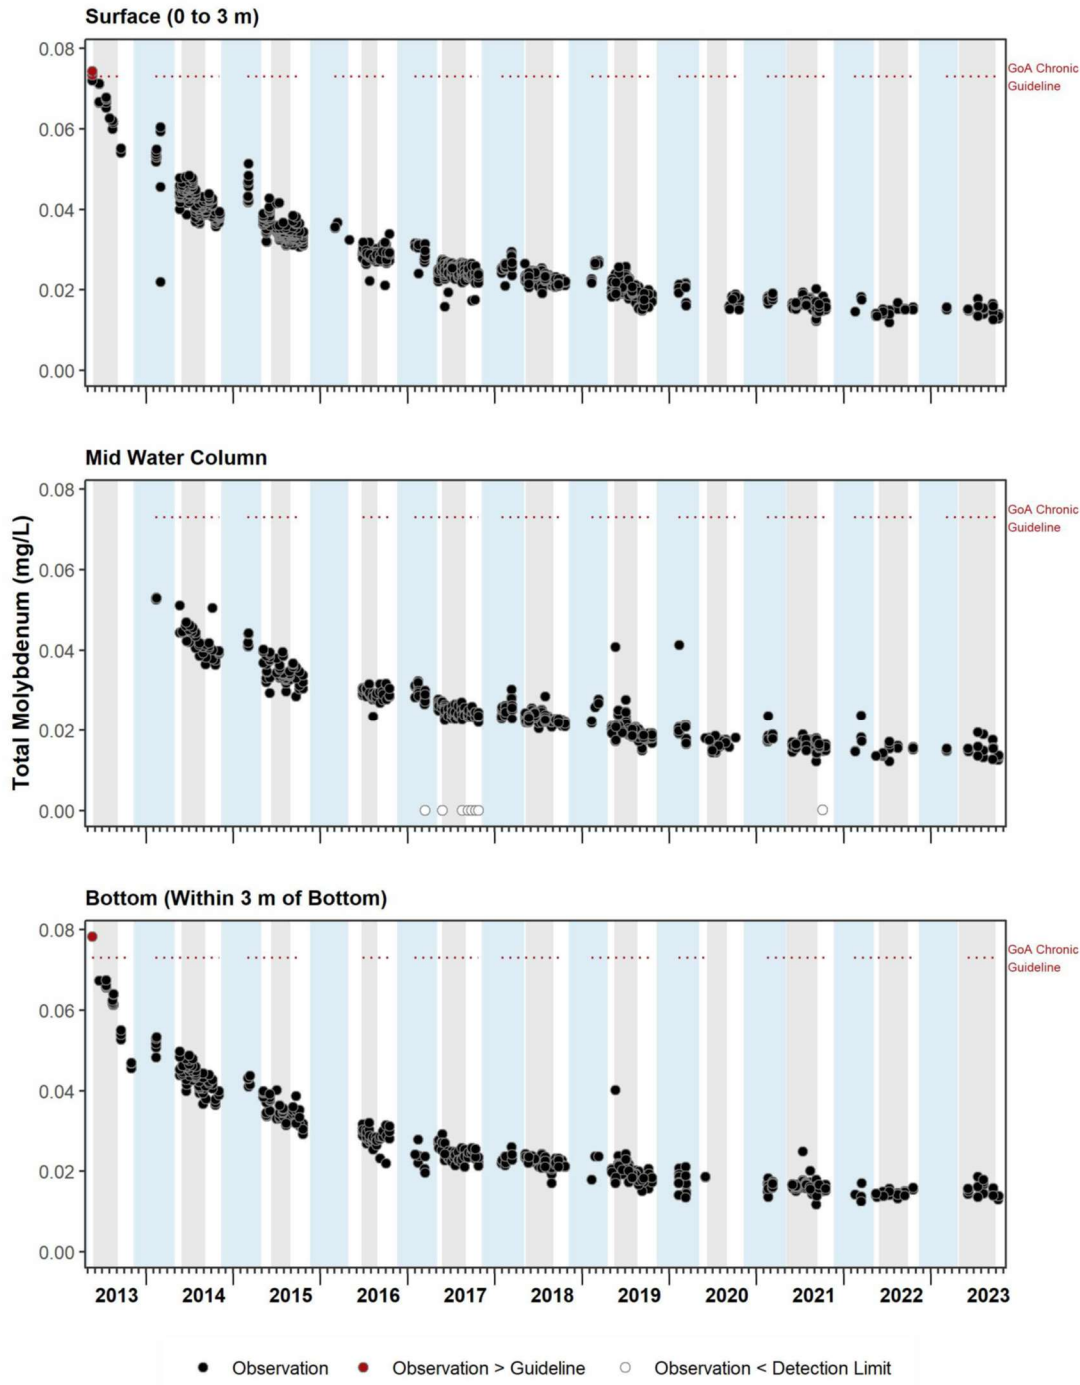 Surface (0 to 3 m)
0.08
0.06
0.04
0.02
0.00
GoA Chronic
Guideline
Mid Water Column
0.08
0.06
0.04
0.02
0.00
GoA Chronic
Guideline
Total Molybdenum (mg/L)
Bottom (Within 3 m of Bottom)
0.08
0.06
0.04
0.02
0.00
GoA Chronic
Guideline
2013 2014 2015 2016 2017 2018 2019 2020 2021 2022 2023
Observation Observation > Guideline Observation < Detection Limit